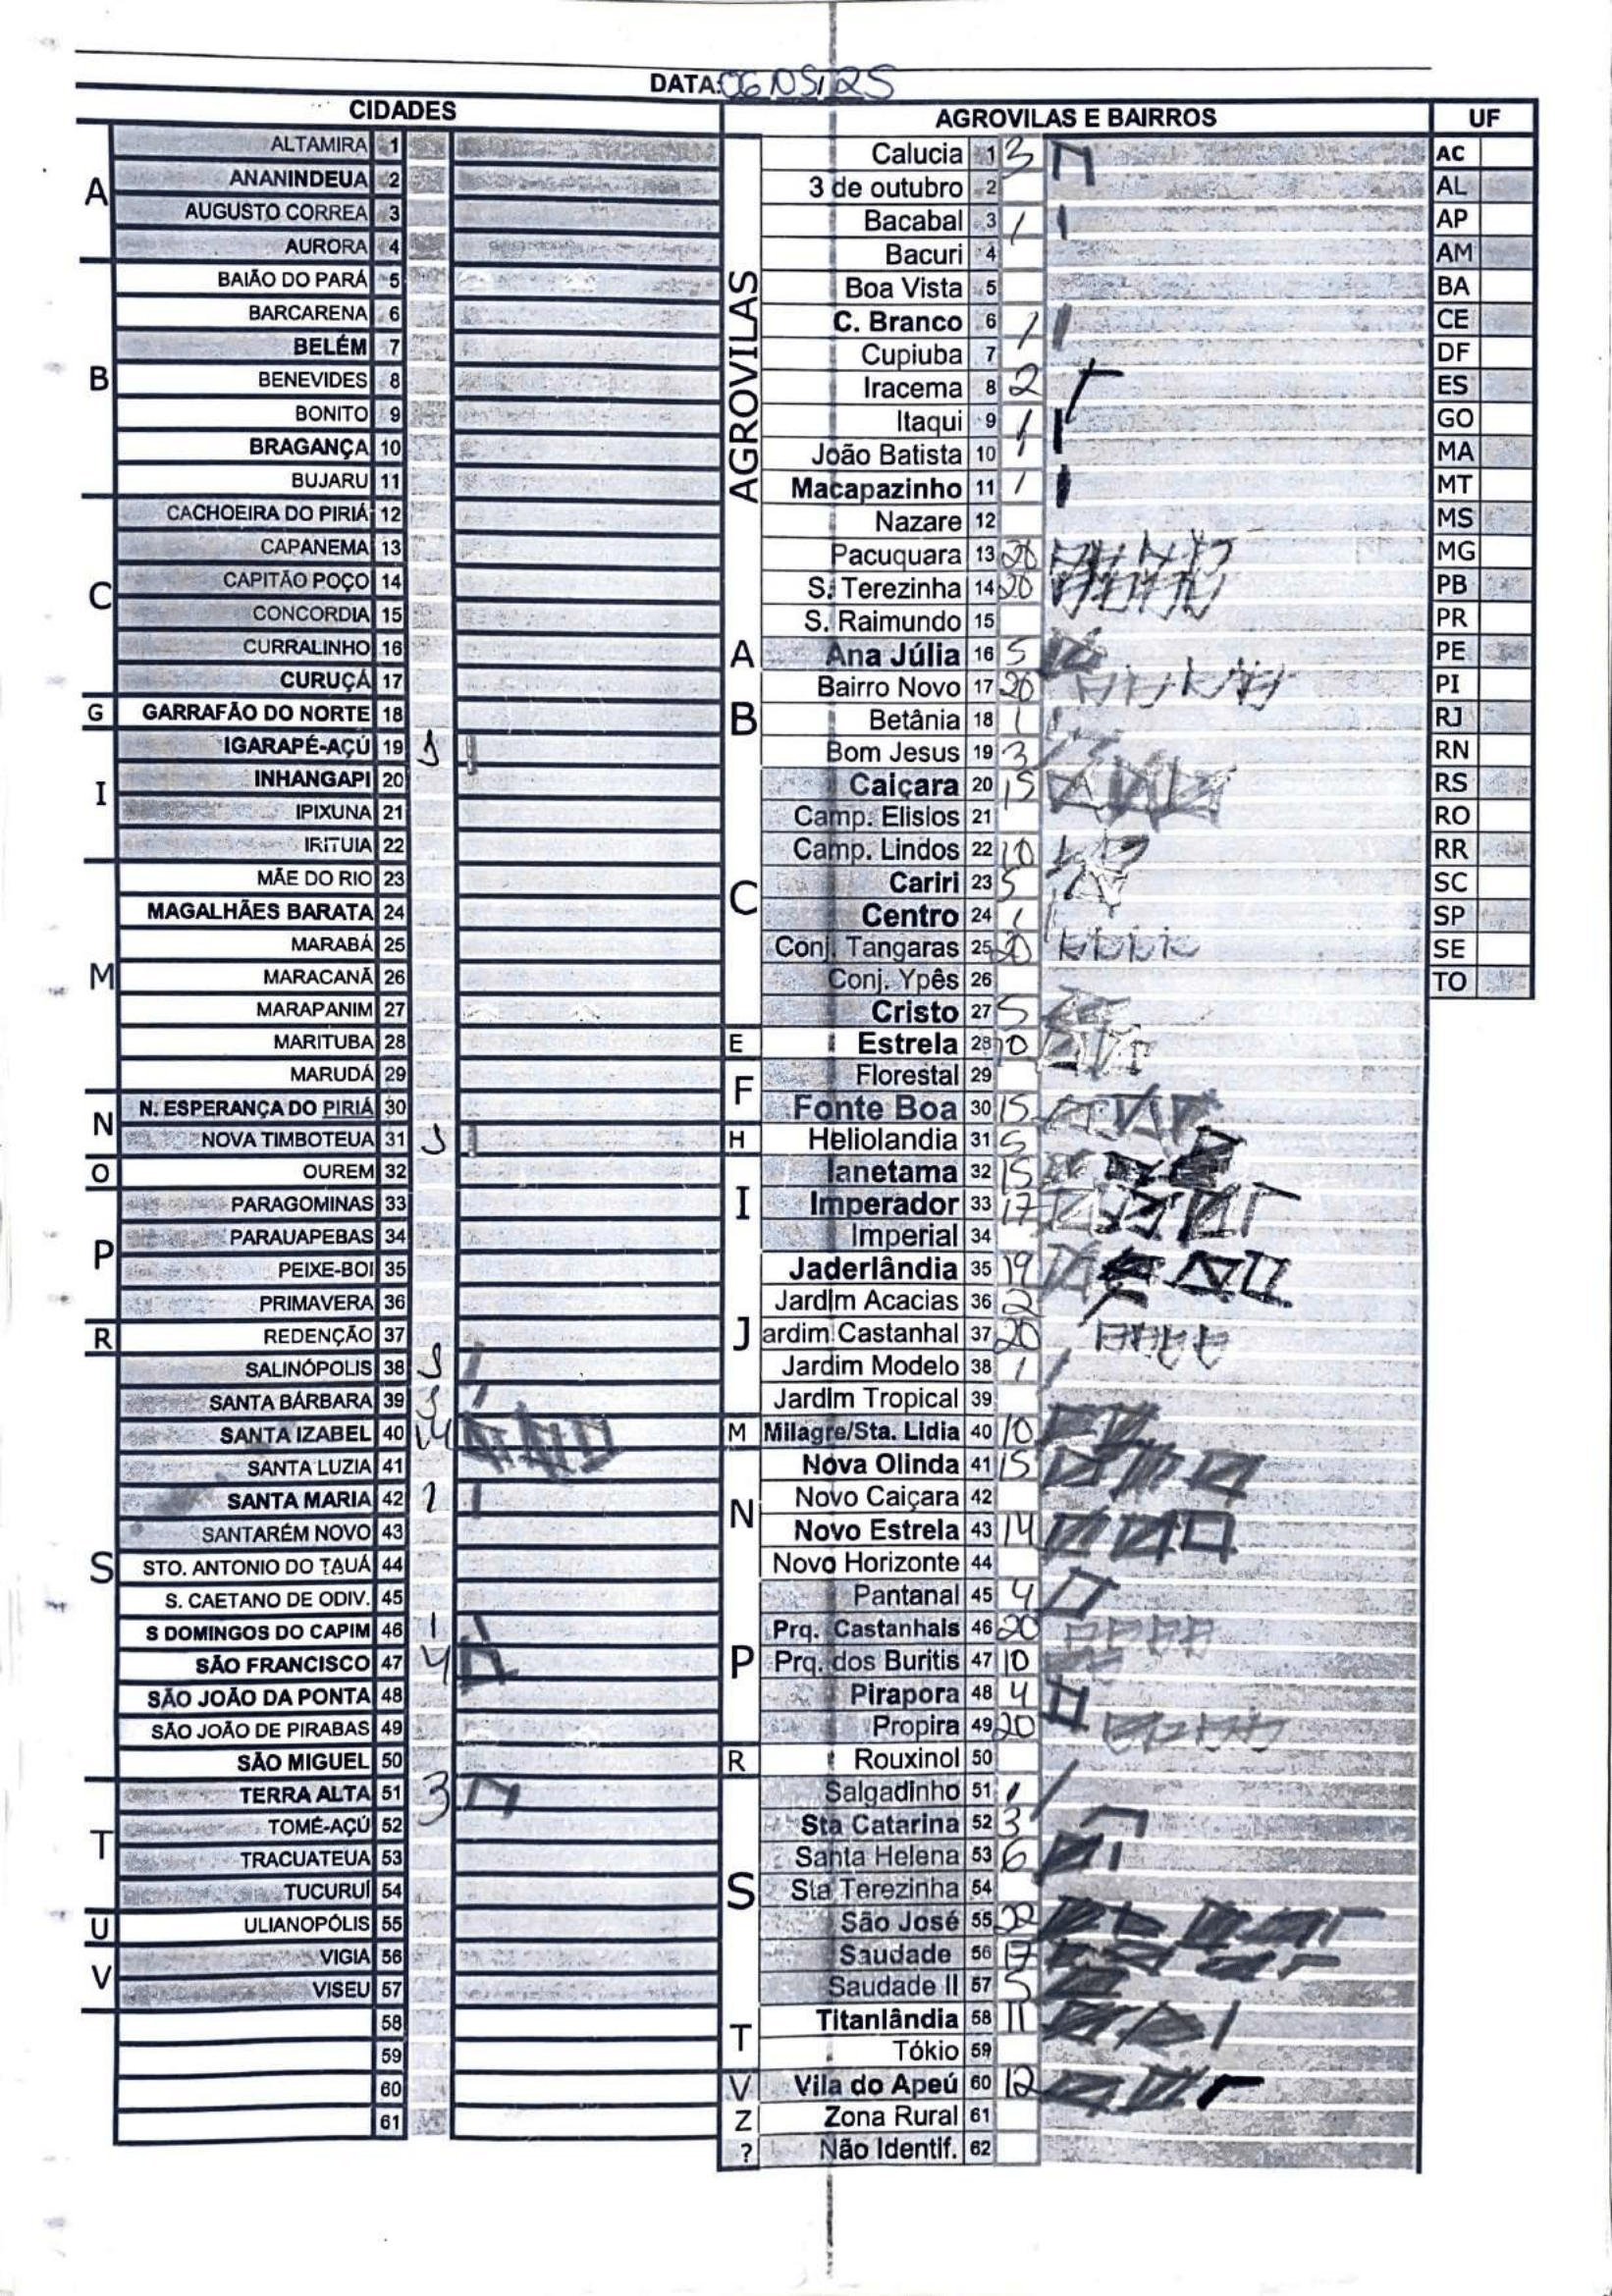 DATA: 06/05/25
CIDADES
A
ALTAMIRA 1
ANANINDEUA 2
AUGUSTO CORREA 3
AURORA 4
B
BAIÃO DO PARÁ 5
BARCARENA 6
BELÉM 7
BENEVIDES 8
BONITO 9
BRAGANÇA 10
BUJARU 11
C
CACHOEIRA DO PIRIÁ 12
CAPANEMA 13
CAPITÃO POÇO 14
CONCORDIA 15
CURRALINHO 16
CURUÇÁ 17
G
GARRAFÃO DO NORTE 18
I
IGARAPÉ-AÇÚ 19 1
INHANGAPI 20
IPIXUNA 21
IRITUIA 22
M
MÃE DO RIO 23
MAGALHÃES BARATA 24
MARABÁ 25
MARACANÃ 26
MARAPANIM 27
MARITUBA 28
MARUDÁ 29
N
N. ESPERANÇA DO PIRIÁ 30
NOVA TIMBOTEUA 31 1
O
OUREM 32
P
PARAGOMINAS 33
PARAUAPEBAS 34
PEIXE-BOI 35
PRIMAVERA 36
R
REDENÇÃO 37
S
SALINÓPOLIS 38 1
SANTA BÁRBARA 39
SANTA IZABEL 40 14
SANTA LUZIA 41
SANTA MARIA 42 1
SANTARÉM NOVO 43
STO. ANTONIO DO TAUÁ 44
S. CAETANO DE ODIV. 45
S DOMINGOS DO CAPIM 46 1
SÃO FRANCISCO 47 4
SÃO JOÃO DA PONTA 48
SÃO JOÃO DE PIRABAS 49
SÃO MIGUEL 50
T
TERRA ALTA 51 3
TOMÉ-AÇÚ 52
TRACUATEUA 53
TUCURUÍ 54
U
ULIANOPÓLIS 55
V
VIGIA 56
VISEU 57
58
59
60
61
AGROVILAS E BAIRROS
AGROVILAS
Calucia 1 3
3 de outubro 2
Bacabal 3 1
Bacuri 4
Boa Vista 5
C. Branco 6 1
Cupiuba 7
Iracema 8 2
Itaqui 9 1
João Batista 10 1
Macapazinho 11 1
Nazare 12
Pacuquara 13 20
S. Terezinha 14 20
S. Raimundo 15
A
Ana Júlia 16 5
Bairro Novo 17 20
B
Betânia 18 1
Bom Jesus 19 3
C
Caiçara 20 15
Camp. Elisios 21
Camp. Lindos 22 10
Cariri 23 5
Centro 24 1
Conj. Tangaras 25 20
Conj. Ypês 26
Cristo 27 5
E
Estrela 28 10
F
Florestal 29
Fonte Boa 30 15
H
Heliolandia 31 5
I
Ianetama 32 15
Imperador 33 17
Imperial 34
J
Jaderlândia 35 19
Jardim Acacias 36 2
ardim Castanhal 37 20
Jardim Modelo 38 1
Jardim Tropical 39
M
Milagre/Sta. Lidia 40 10
N
Nova Olinda 41 15
Novo Caiçara 42
Novo Estrela 43 14
Novo Horizonte 44
P
Pantanal 45 4
Prq. Castanhais 46 20
Prq. dos Buritis 47 10
Pirapora 48 4
Propira 49 20
R
Rouxinol 50
S
Salgadinho 51 1
Sta Catarina 52 3
Santa Helena 53 6
Sta Terezinha 54
São José 55 22
Saudade 56 17
Saudade II 57 5
T
Titanlândia 58 11
Tókio 59
V
Vila do Apeú 60 12
Z
Zona Rural 61
?
Não Identif. 62
UF
AC
AL
AP
AM
BA
CE
DF
ES
GO
MA
MT
MS
MG
PB
PR
PE
PI
RJ
RN
RS
RO
RR
SC
SP
SE
TO